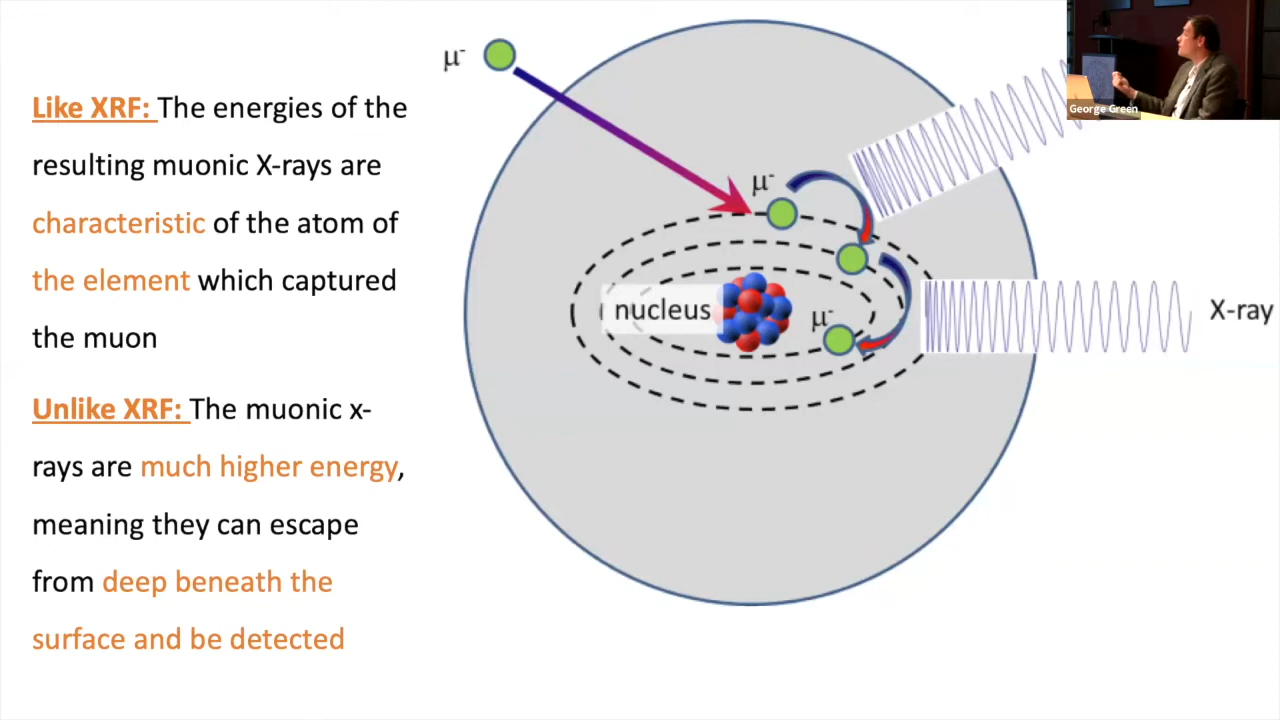 Like XRF: The energies of the
resulting muonic X-rays are
characteristic of the atom of
the element which captured
the muon
Unlike XRF: The muonic x-
rays are much higher energy,
meaning they can escape
from deep beneath the
surface and be detected
μ-
μ-
nucleus
μ-
X-ray
George Green